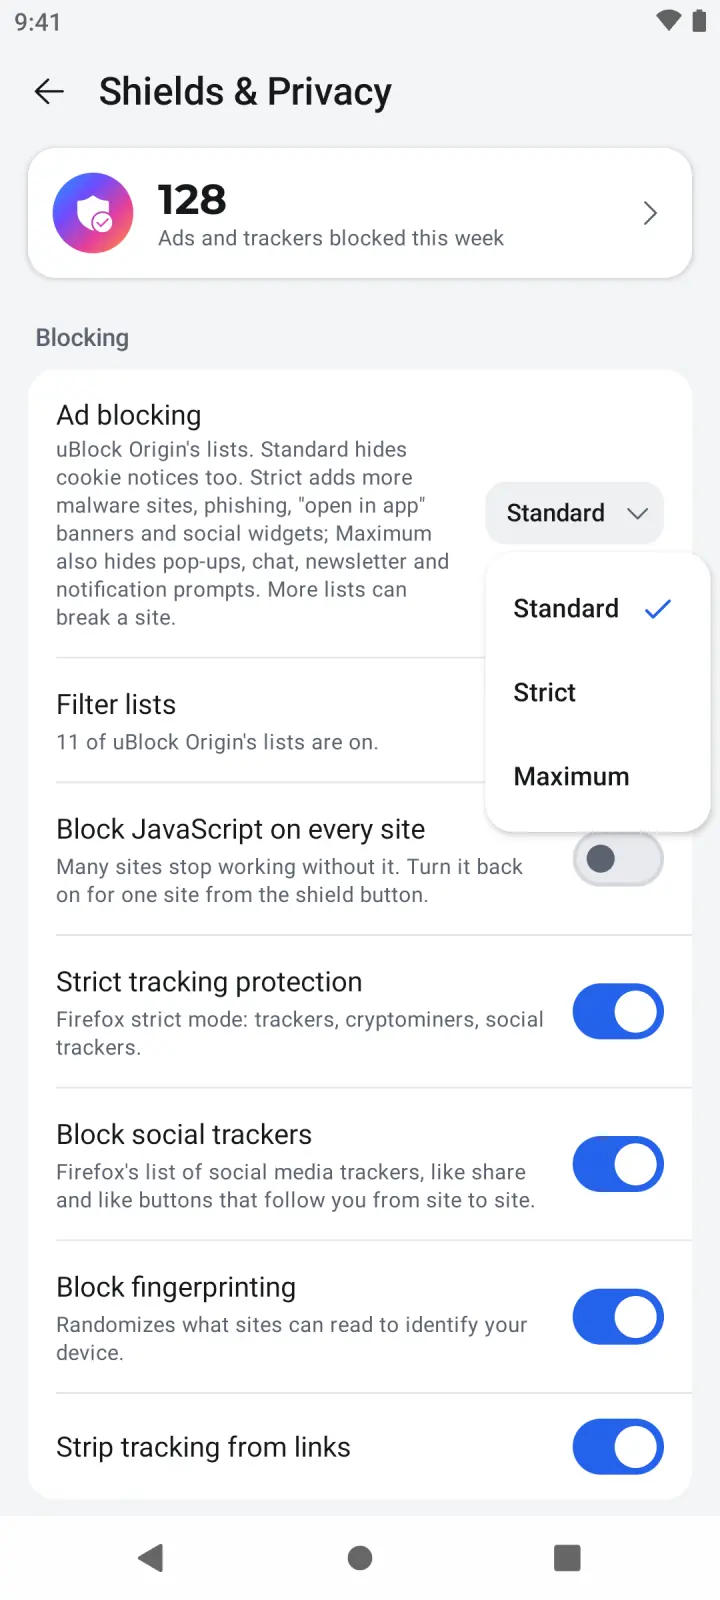 9:41
Shields & Privacy
128
Ads and trackers blocked this week
Blocking
Ad blocking
uBlock Origin's lists. Standard hides
cookie notices too. Strict adds more
malware sites, phishing, "open in app"
banners and social widgets; Maximum
also hides pop-ups, chat, newsletter and
notification prompts. More lists can
break a site.
Standard
Standard
Strict
Maximum
Filter lists
11 of uBlock Origin's lists are on.
Block JavaScript on every site
Many sites stop working without it. Turn it back
on for one site from the shield button.
Strict tracking protection
Firefox strict mode: trackers, cryptominers, social
trackers.
Block social trackers
Firefox's list of social media trackers, like share
and like buttons that follow you from site to site.
Block fingerprinting
Randomizes what sites can read to identify your
device.
Strip tracking from links